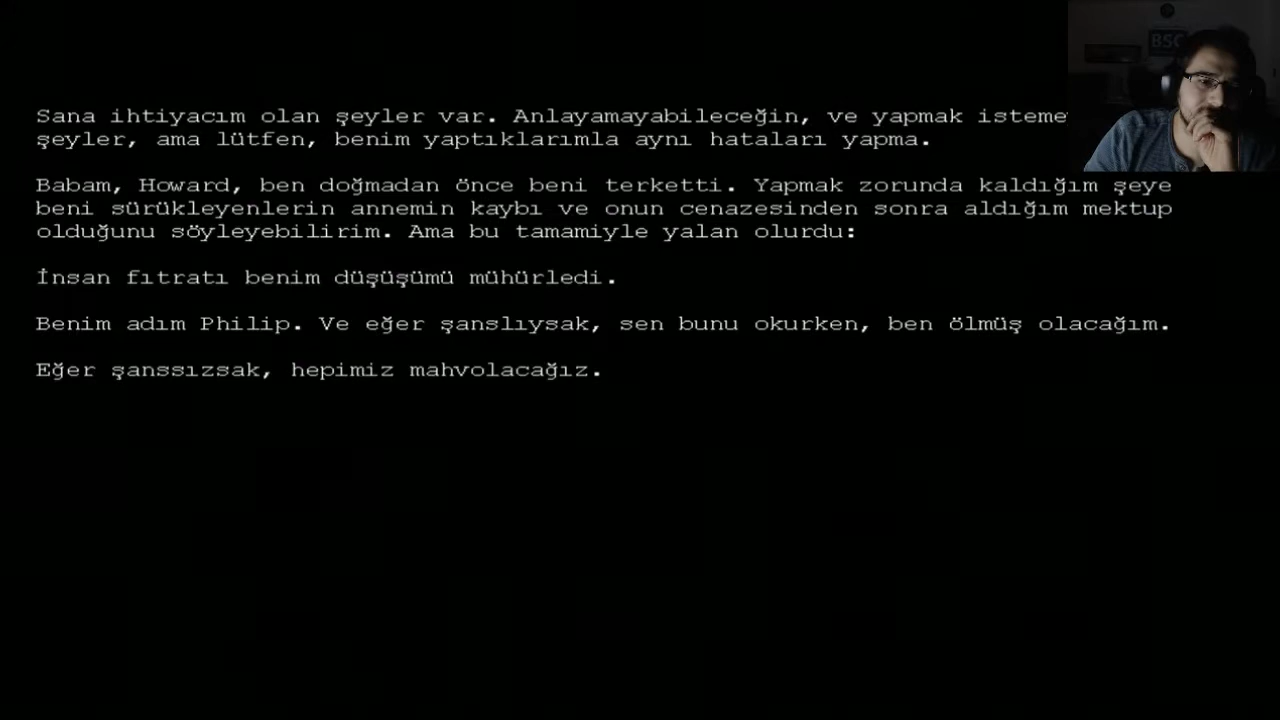 Sana ihtiyacım olan şeyler var. Anlayamayabileceğin, ve yapmak
şeyler, ama lütfen, benim yaptıklarımla aynı hataları yapma.
Babam, Howard, ben doğmadan önce beni terketti. Yapmak zorunda kaldığım şeye
beni sürükleyenlerin annemin kaybı ve onun cenazesinden sonra aldığım mektup
olduğunu söyleyebilirim. Ama bu tamamiyle yalan olurdu:
İnsan fıtratı benim düşüşümü mühürledi.
Benim adım Philip. Ve eğer şanslıysak, sen bunu okurken, ben ölmüş olacağım.
Eğer şanssızsak, hepimiz mahvolacağız.